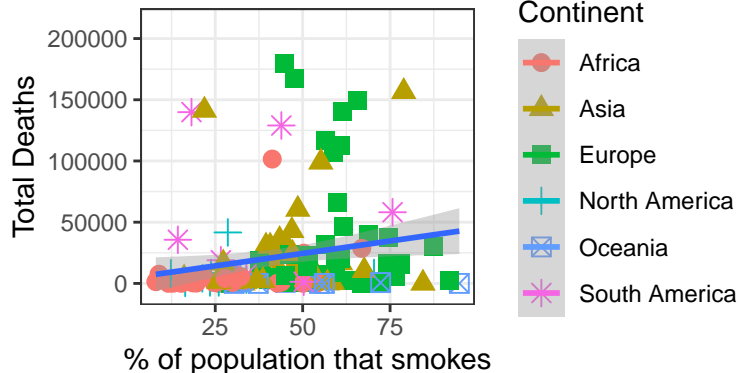 Continent
Africa
Asia
Europe
North America
Oceania
South America
Total Deaths
200000
150000
100000
50000
0
25
50
75
% of population that smokes